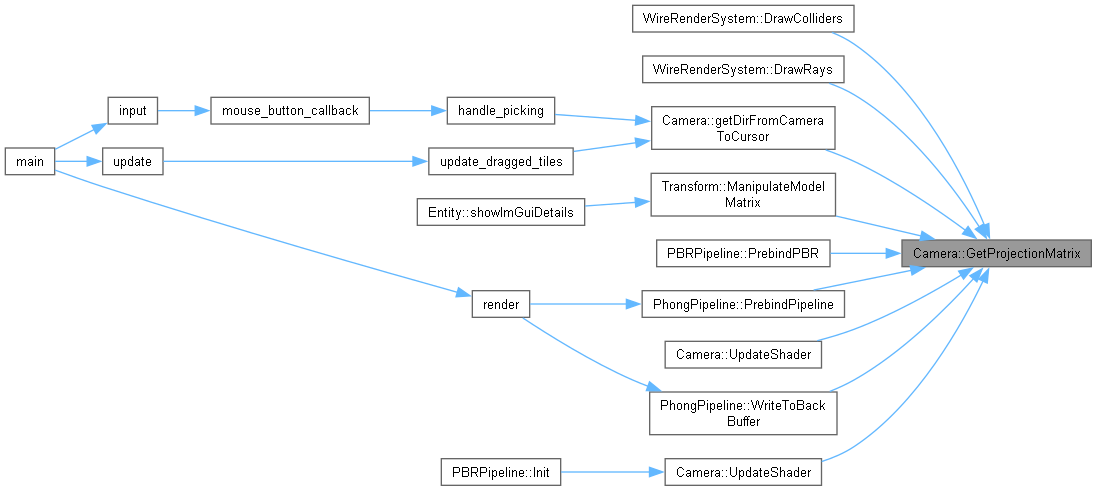 WireRenderSystem::DrawColliders
WireRenderSystem::DrawRays
input
mouse_button_callback
handle_picking
Camera::getDirFromCamera
ToCursor
main
update
update_dragged_tiles
Transform::ManipulateModel
Matrix
Entity::showImGuiDetails
PBRPipeline::PrebindPBR
Camera::GetProjectionMatrix
render
PhongPipeline::PrebindPipeline
Camera::UpdateShader
PhongPipeline::WriteToBack
Buffer
PBRPipeline::Init
Camera::UpdateShader